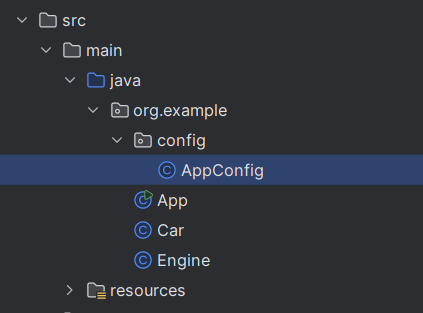 src
main
java
org.example
config
AppConfig
App
Car
Engine
resources